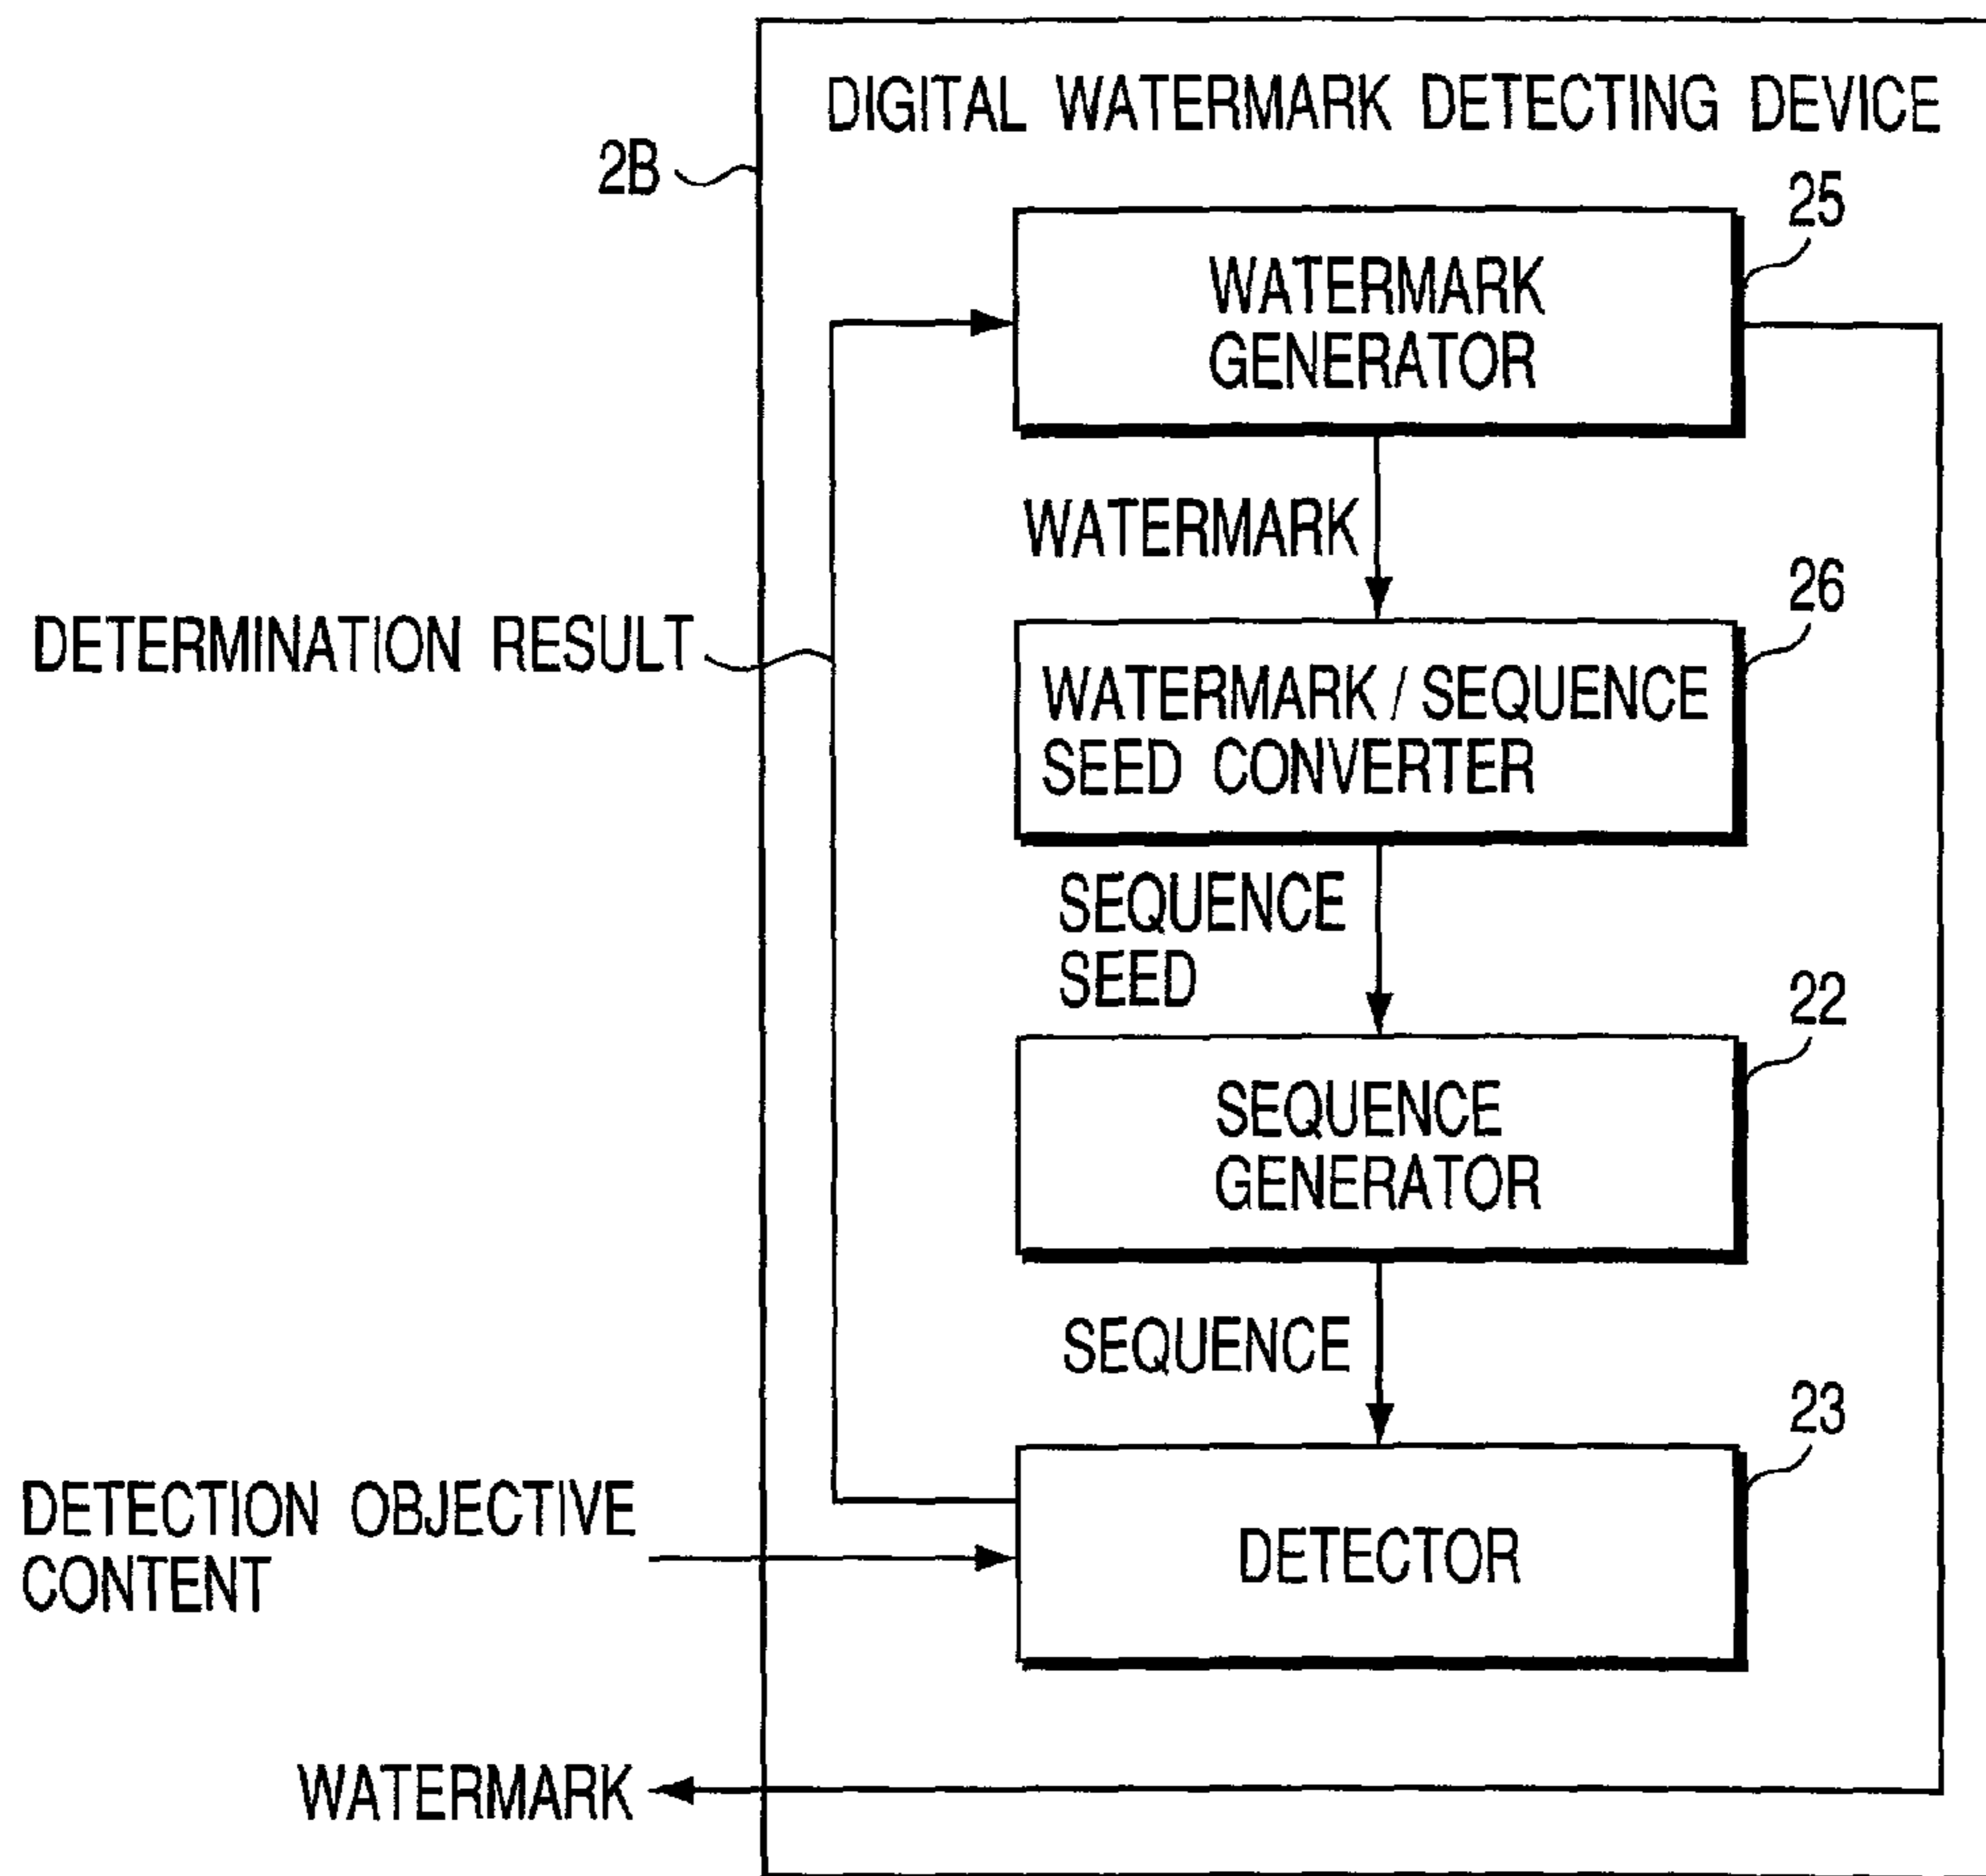 DIGITAL WATERMARK DETECTING DEVICE
2B
25
WATERMARK
GENERATOR
WATERMARK
26
DETERMINATION RESULT
WATERMARK / SEQUENCE
SEED CONVERTER
SEQUENCE
SEED
22
SEQUENCE
GENERATOR
SEQUENCE
23
DETECTION OBJECTIVE
CONTENT
DETECTOR
WATERMARK